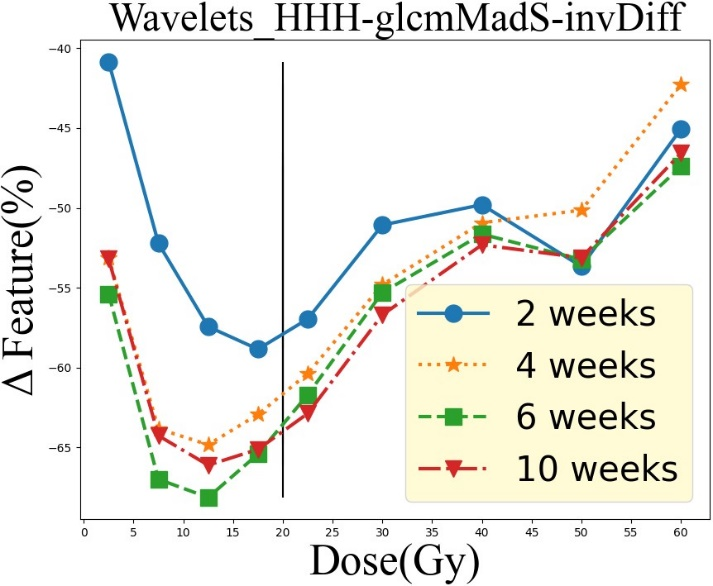 Wavelets_HHH-glcmMadS-invDiff
Δ Feature(%)
−40
−45
−50
−55
−60
−65
2 weeks
4 weeks
6 weeks
10 weeks
0 5 10 15 20 25 30 35 40 45 50 55 60
Dose(Gy)